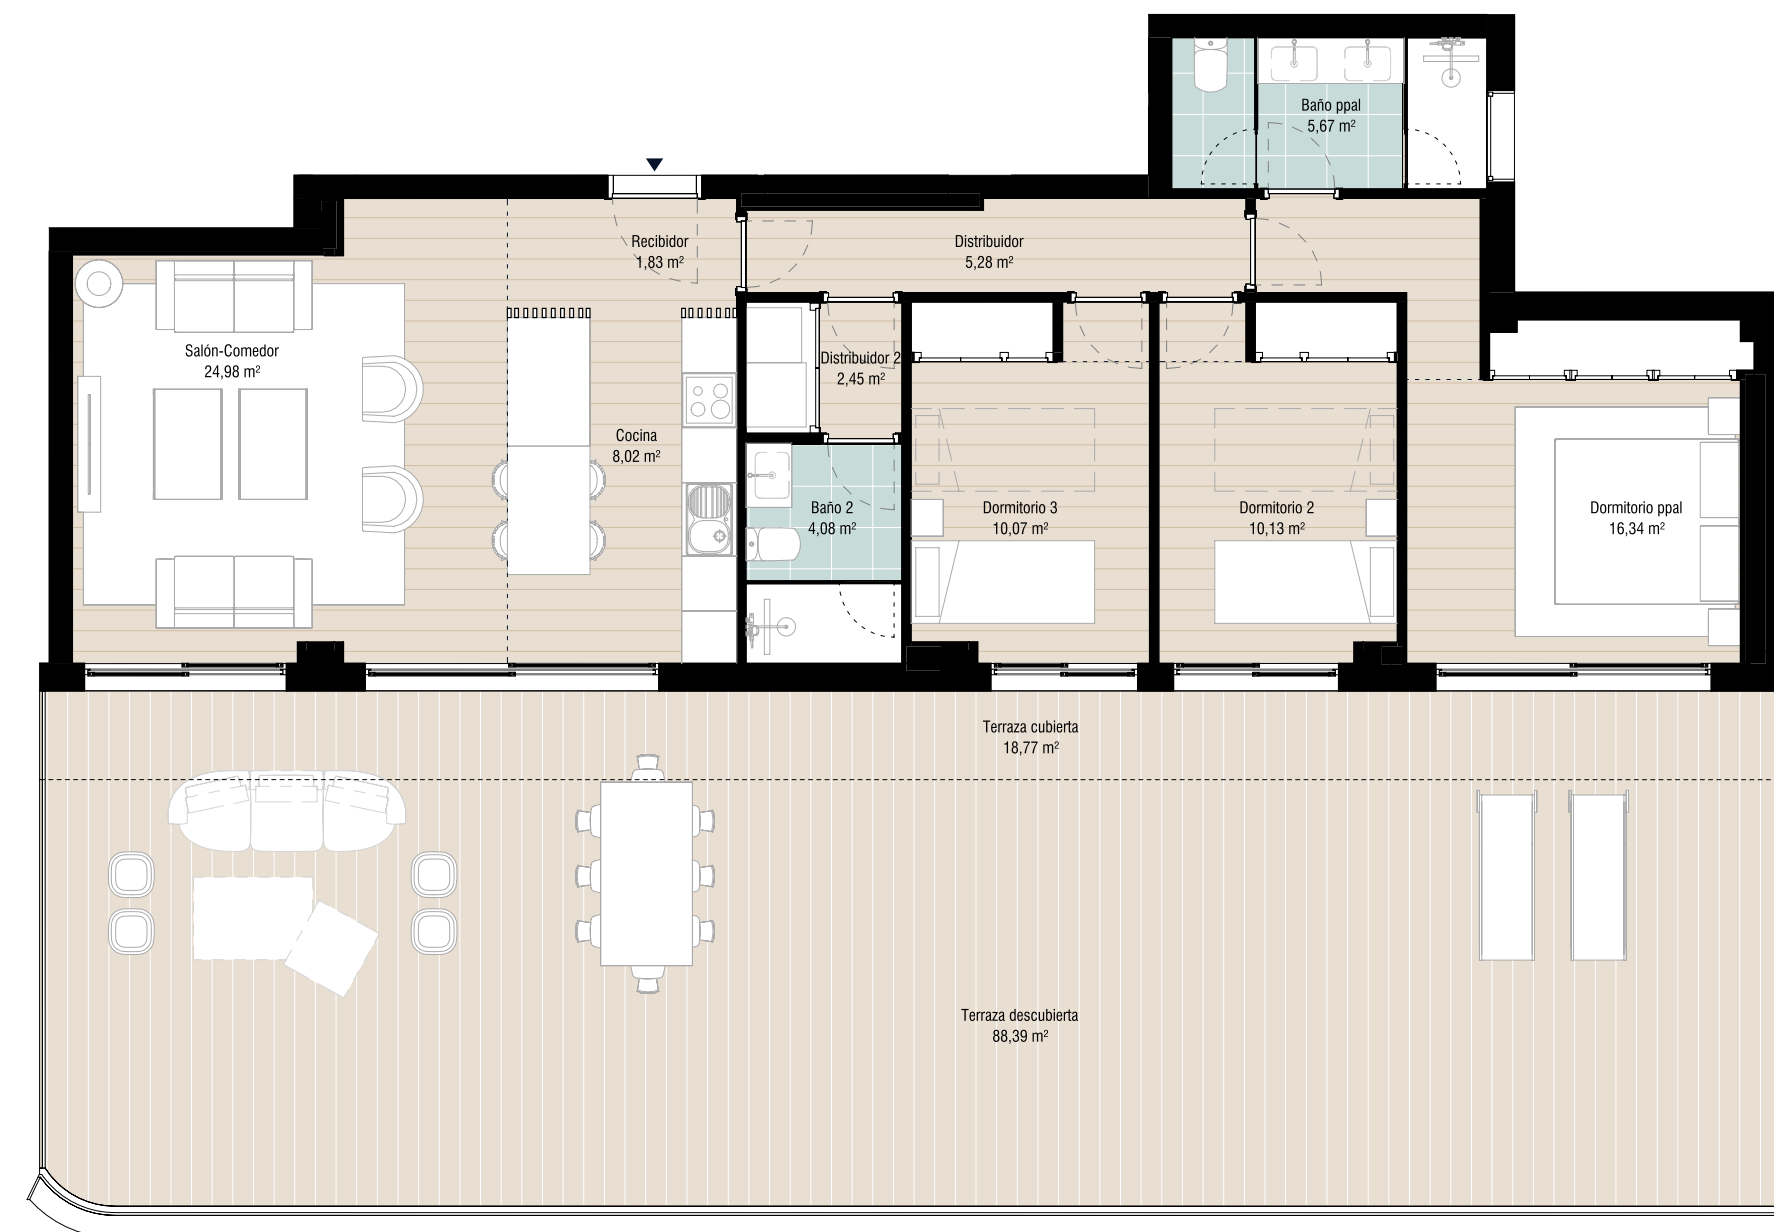 Baño ppal
5,67 m²
Recibidor
1,83 m²
Distribuidor
5,28 m²
Salón-Comedor
24,98 m²
Distribuidor 2
2,45 m²
Cocina
8,02 m²
Baño 2
4,08 m²
Dormitorio 3
10,07 m²
Dormitorio 2
10,13 m²
Dormitorio ppal
16,34 m²
Terraza cubierta
18,77 m²
Terraza descubierta
88,39 m²